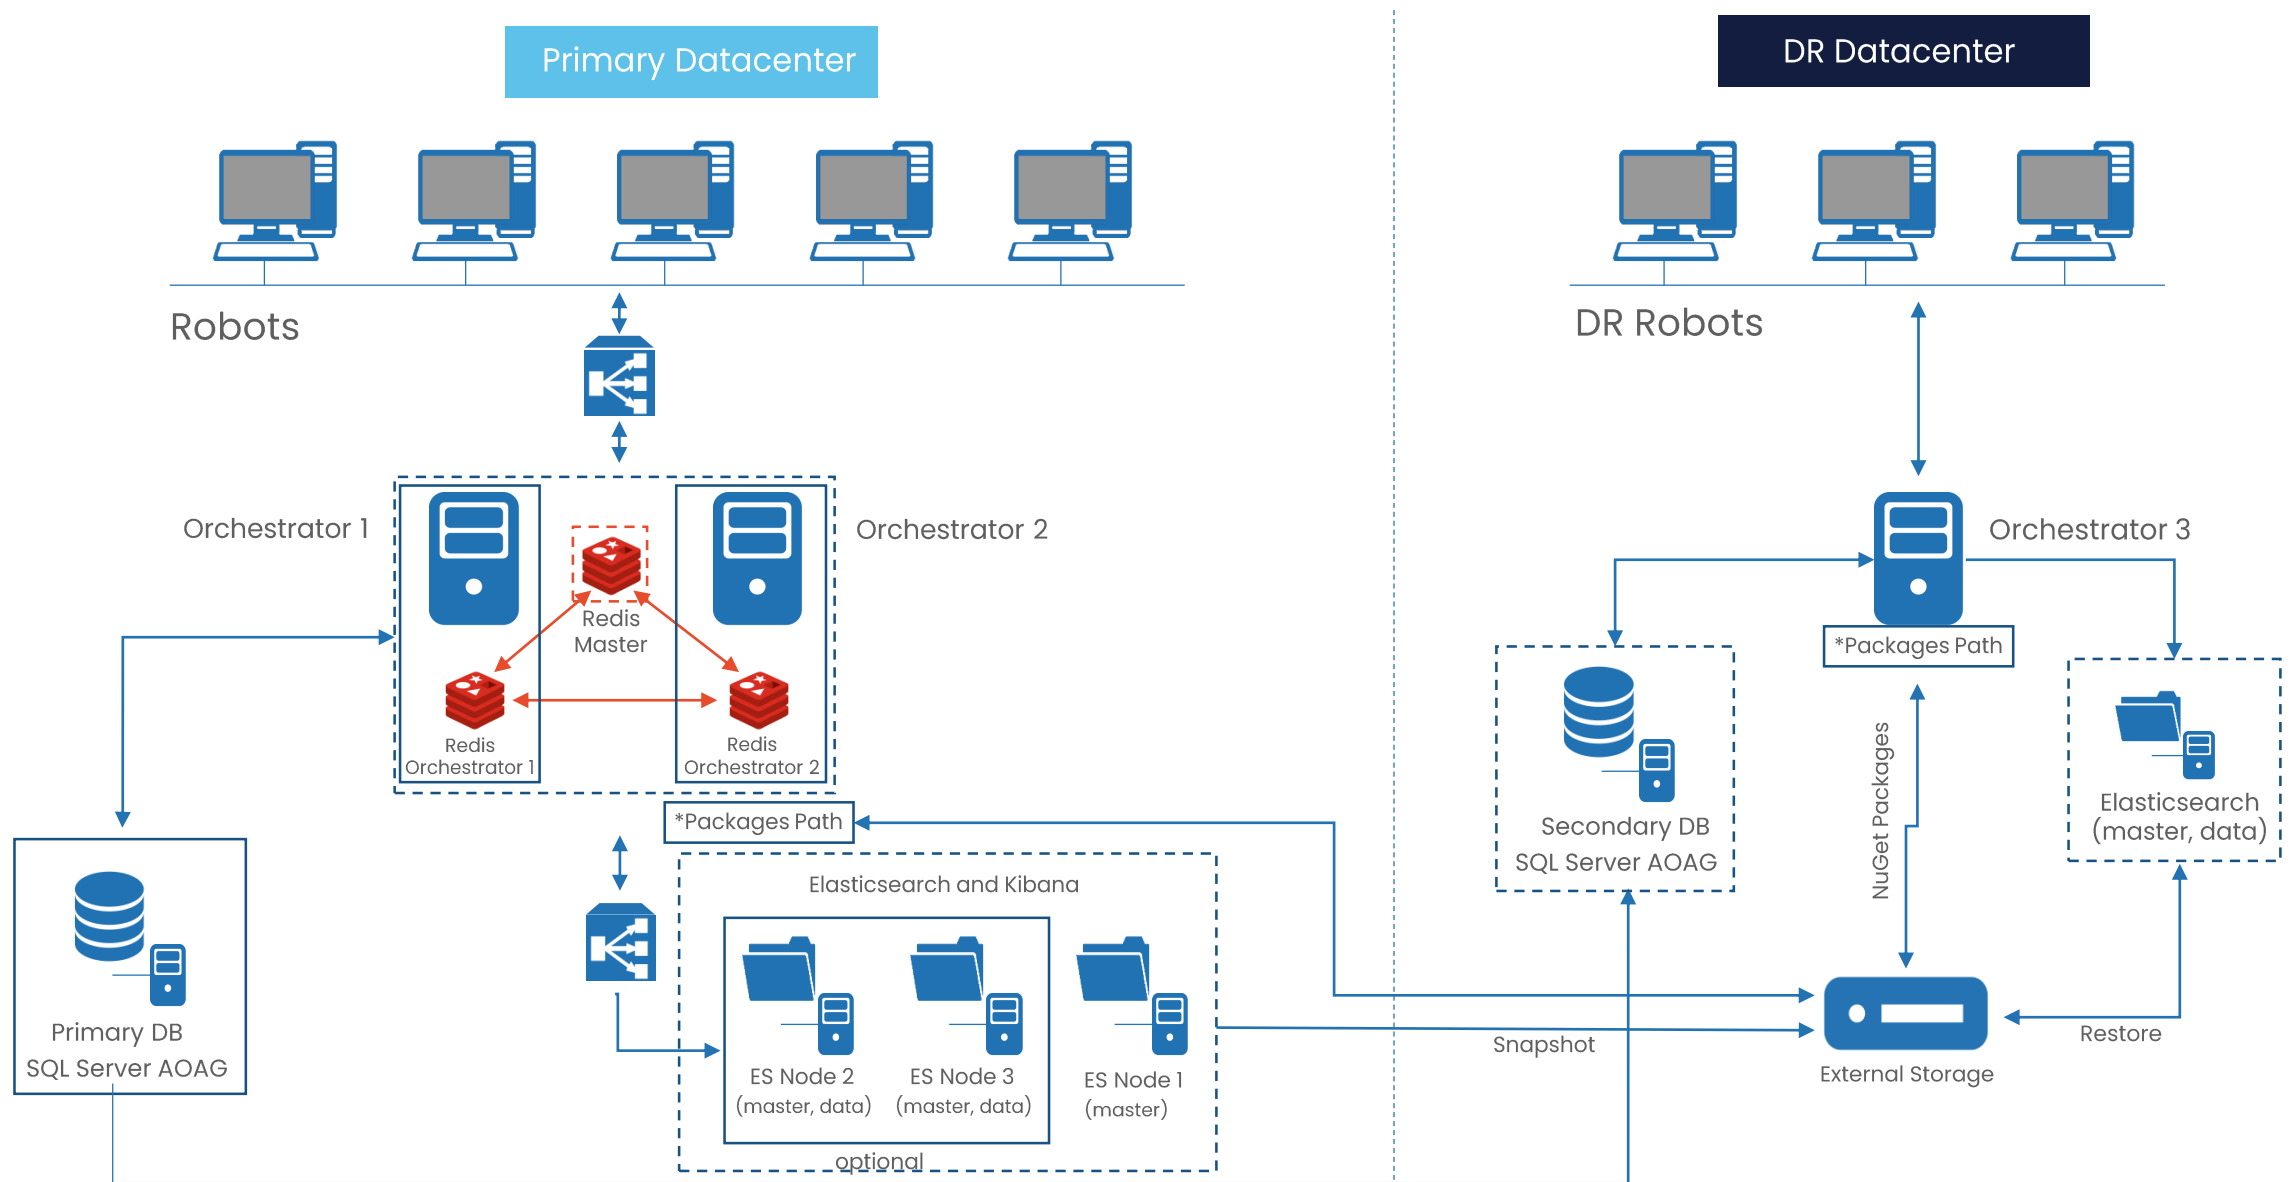 Primary Datacenter
DR Datacenter
Robots
DR Robots
Orchestrator 1
Orchestrator 2
Redis
Master
Redis
Orchestrator 1
Redis
Orchestrator 2
*Packages Path
Primary DB
SQL Server AOAG
Elasticsearch and Kibana
ES Node 2
(master, data)
ES Node 3
(master, data)
ES Node 1
(master)
optional
Orchestrator 3
*Packages Path
Secondary DB
SQL Server AOAG
NuGet Packages
Elasticsearch
(master, data)
Snapshot
Restore
External Storage